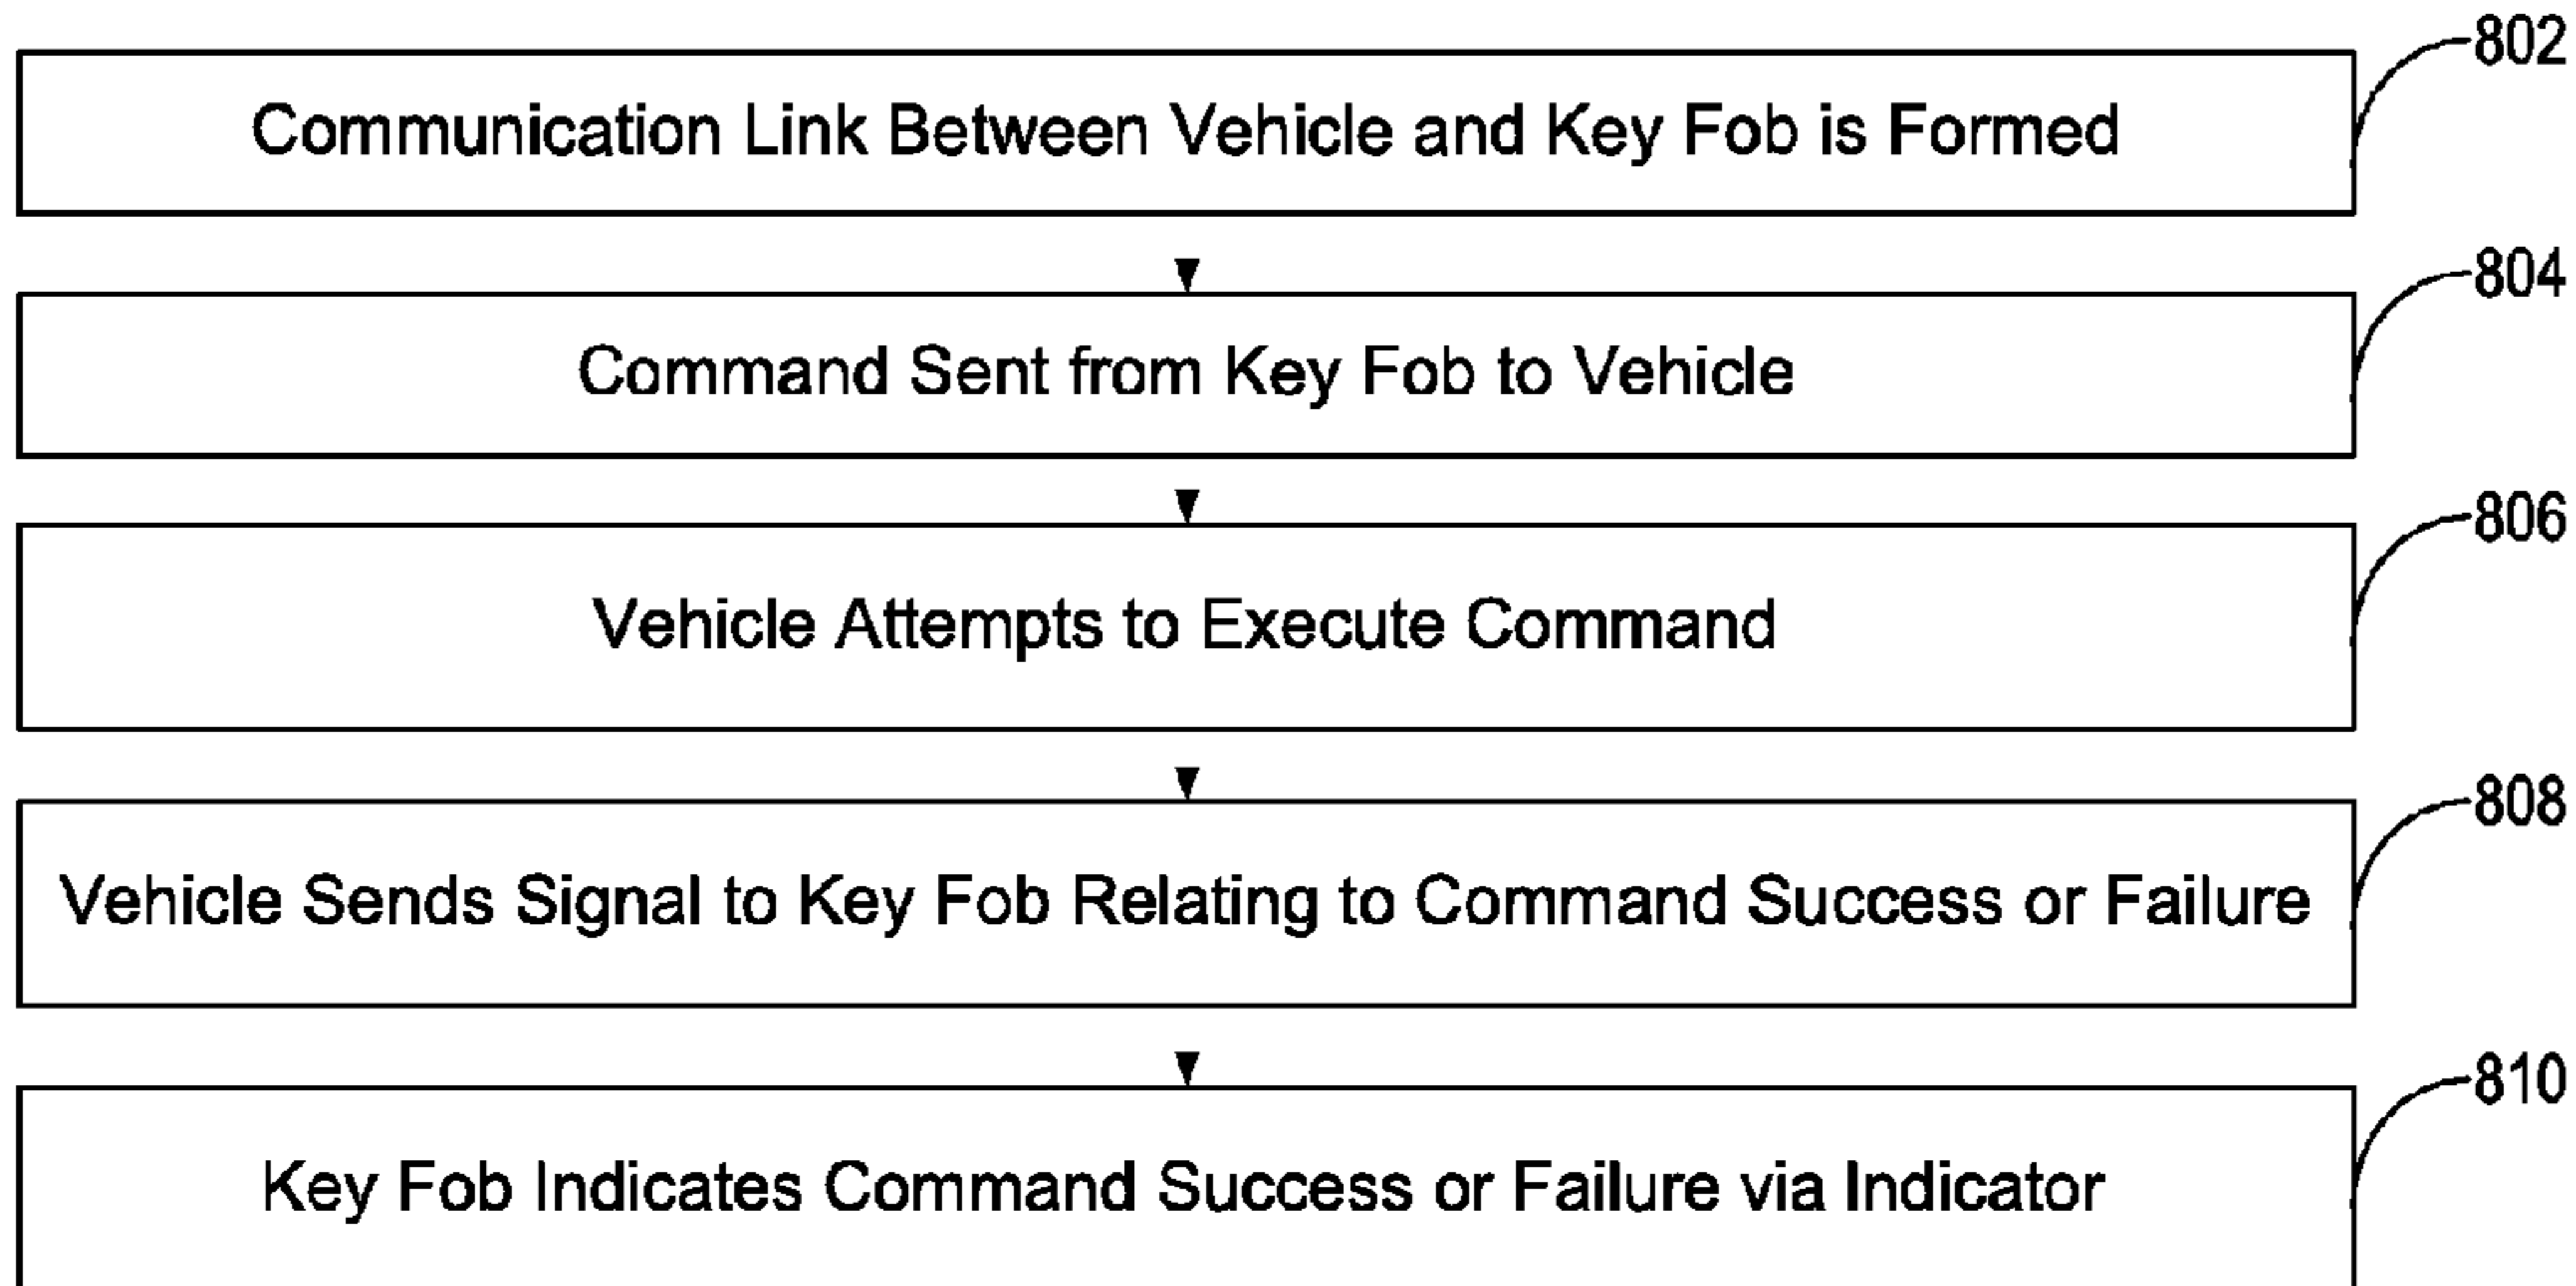 802
Communication Link Between Vehicle and Key Fob is Formed
804
Command Sent from Key Fob to Vehicle
806
Vehicle Attempts to Execute Command
808
Vehicle Sends Signal to Key Fob Relating to Command Success or Failure
810
Key Fob Indicates Command Success or Failure via Indicator